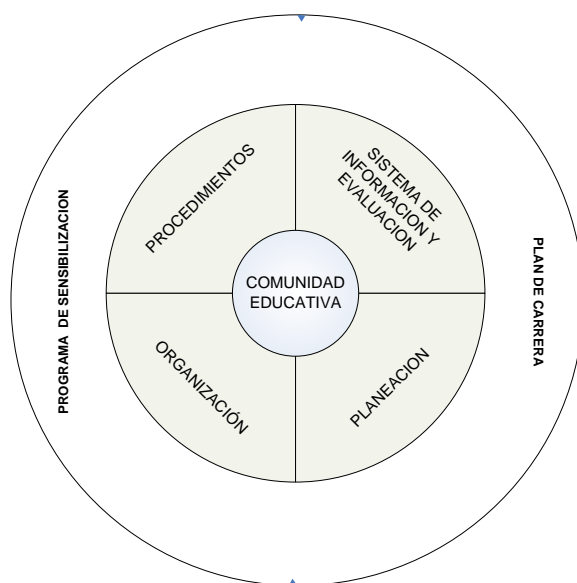 PROCEDIMIENTOS
SISTEMA DE
INFORMACION Y
EVALUACION
PROGRAMA DE SENSIBILIZACION
COMUNIDAD
EDUCATIVA
PLAN DE CARRERA
ORGANIZACIÓN
PLANEACION